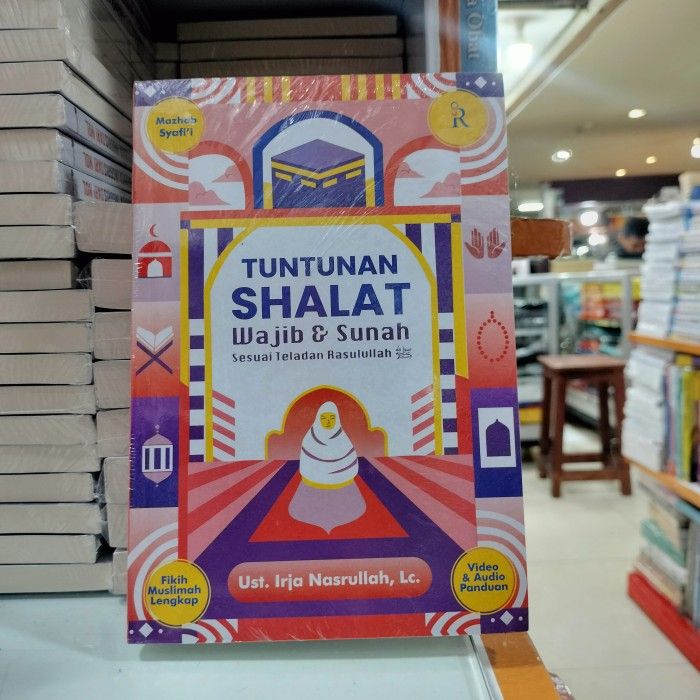 Mazhab
Syafi'i
R
TUNTUNAN
SHALAT
Wajib & Sunah
Sesuai Teladan Rasulullah ﷺ
Ust. Irja Nasrullah, Lc.
Fikih
Muslimah
Lengkap
Video
& Audio
Panduan